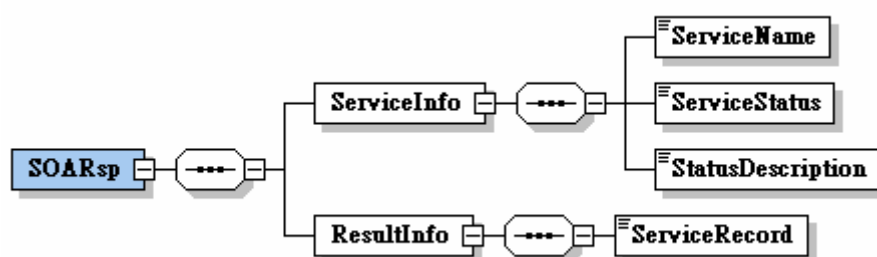 SOARsp
ServiceInfo
ServiceName
ServiceStatus
StatusDescription
ResultInfo
ServiceRecord